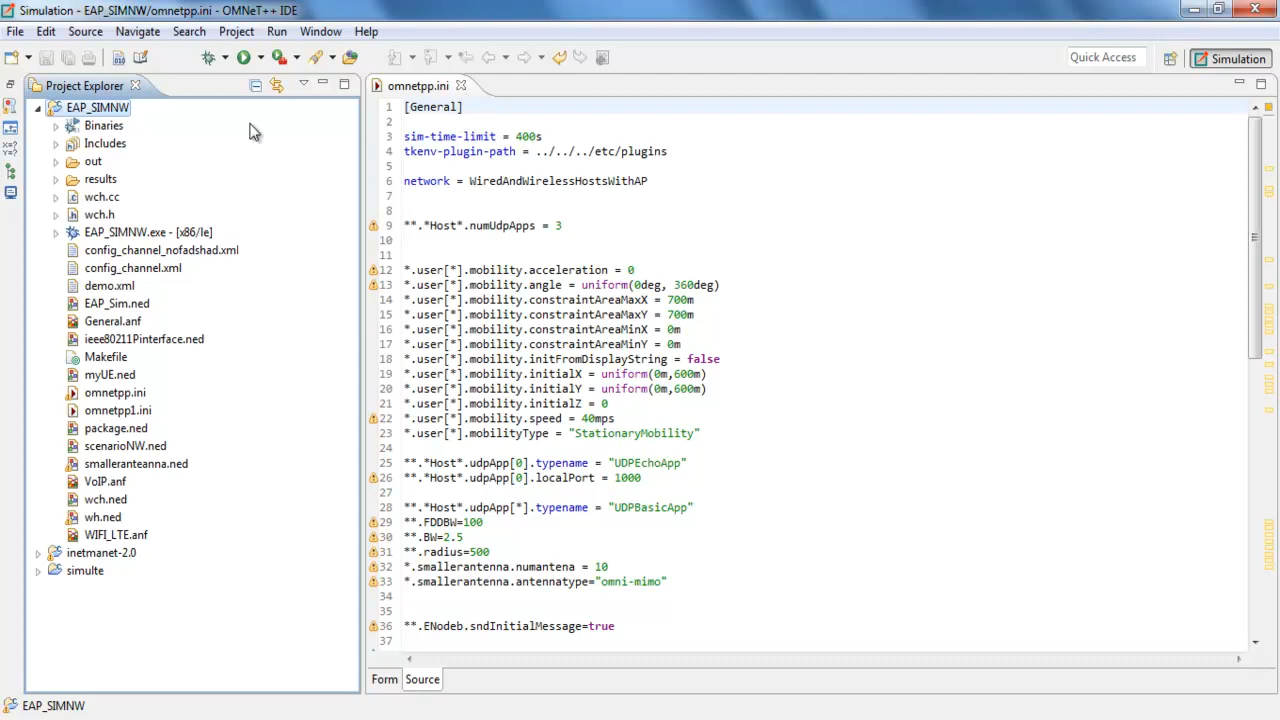 Simulation - EAP_SIMNW/omnetpp.ini - OMNeT++ IDE
File Edit Source Navigate Search Project Run Window Help
Quick Access
Simulation
Project Explorer
EAP_SIMNW
Binaries
Includes
out
results
wch.cc
wch.h
EAP_SIMNW.exe - [x86/le]
config_channel_nofadshad.xml
config_channel.xml
demo.xml
EAP_Sim.ned
General.anf
ieee80211Pinterface.ned
Makefile
myUE.ned
omnetpp.ini
omnetpp1.ini
package.ned
scenarioNW.ned
smalleranteanna.ned
VoIP.anf
wch.ned
wh.ned
WIFI_LTE.anf
inetmanet-2.0
simulte
omnetpp.ini
1 [General]
2
3 sim-time-limit = 400s
4 tkenv-plugin-path = ../../../etc/plugins
5
6 network = WiredAndWirelessHostsWithAP
7
8
9 **.*Host*.numUdpApps = 3
10
11
12 *.user[*].mobility.acceleration = 0
13 *.user[*].mobility.angle = uniform(0deg, 360deg)
14 *.user[*].mobility.constraintAreaMaxX = 700m
15 *.user[*].mobility.constraintAreaMaxY = 700m
16 *.user[*].mobility.constraintAreaMinX = 0m
17 *.user[*].mobility.constraintAreaMinY = 0m
18 *.user[*].mobility.initFromDisplayString = false
19 *.user[*].mobility.initialX = uniform(0m,600m)
20 *.user[*].mobility.initialY = uniform(0m,600m)
21 *.user[*].mobility.initialZ = 0
22 *.user[*].mobility.speed = 40mps
23 *.user[*].mobilityType = "StationaryMobility"
24
25 **.*Host*.udpApp[0].typename = "UDPEchoApp"
26 **.*Host*.udpApp[0].localPort = 1000
27
28 **.*Host*.udpApp[*].typename = "UDPBasicApp"
29 **.FDDBW=100
30 **.BW=2.5
31 **.radius=500
32 *.smallerantenna.numantena = 10
33 *.smallerantenna.antennatype="omni-mimo"
34
35
36 **.ENodeb.sndInitialMessage=true
37
Form Source
EAP_SIMNW